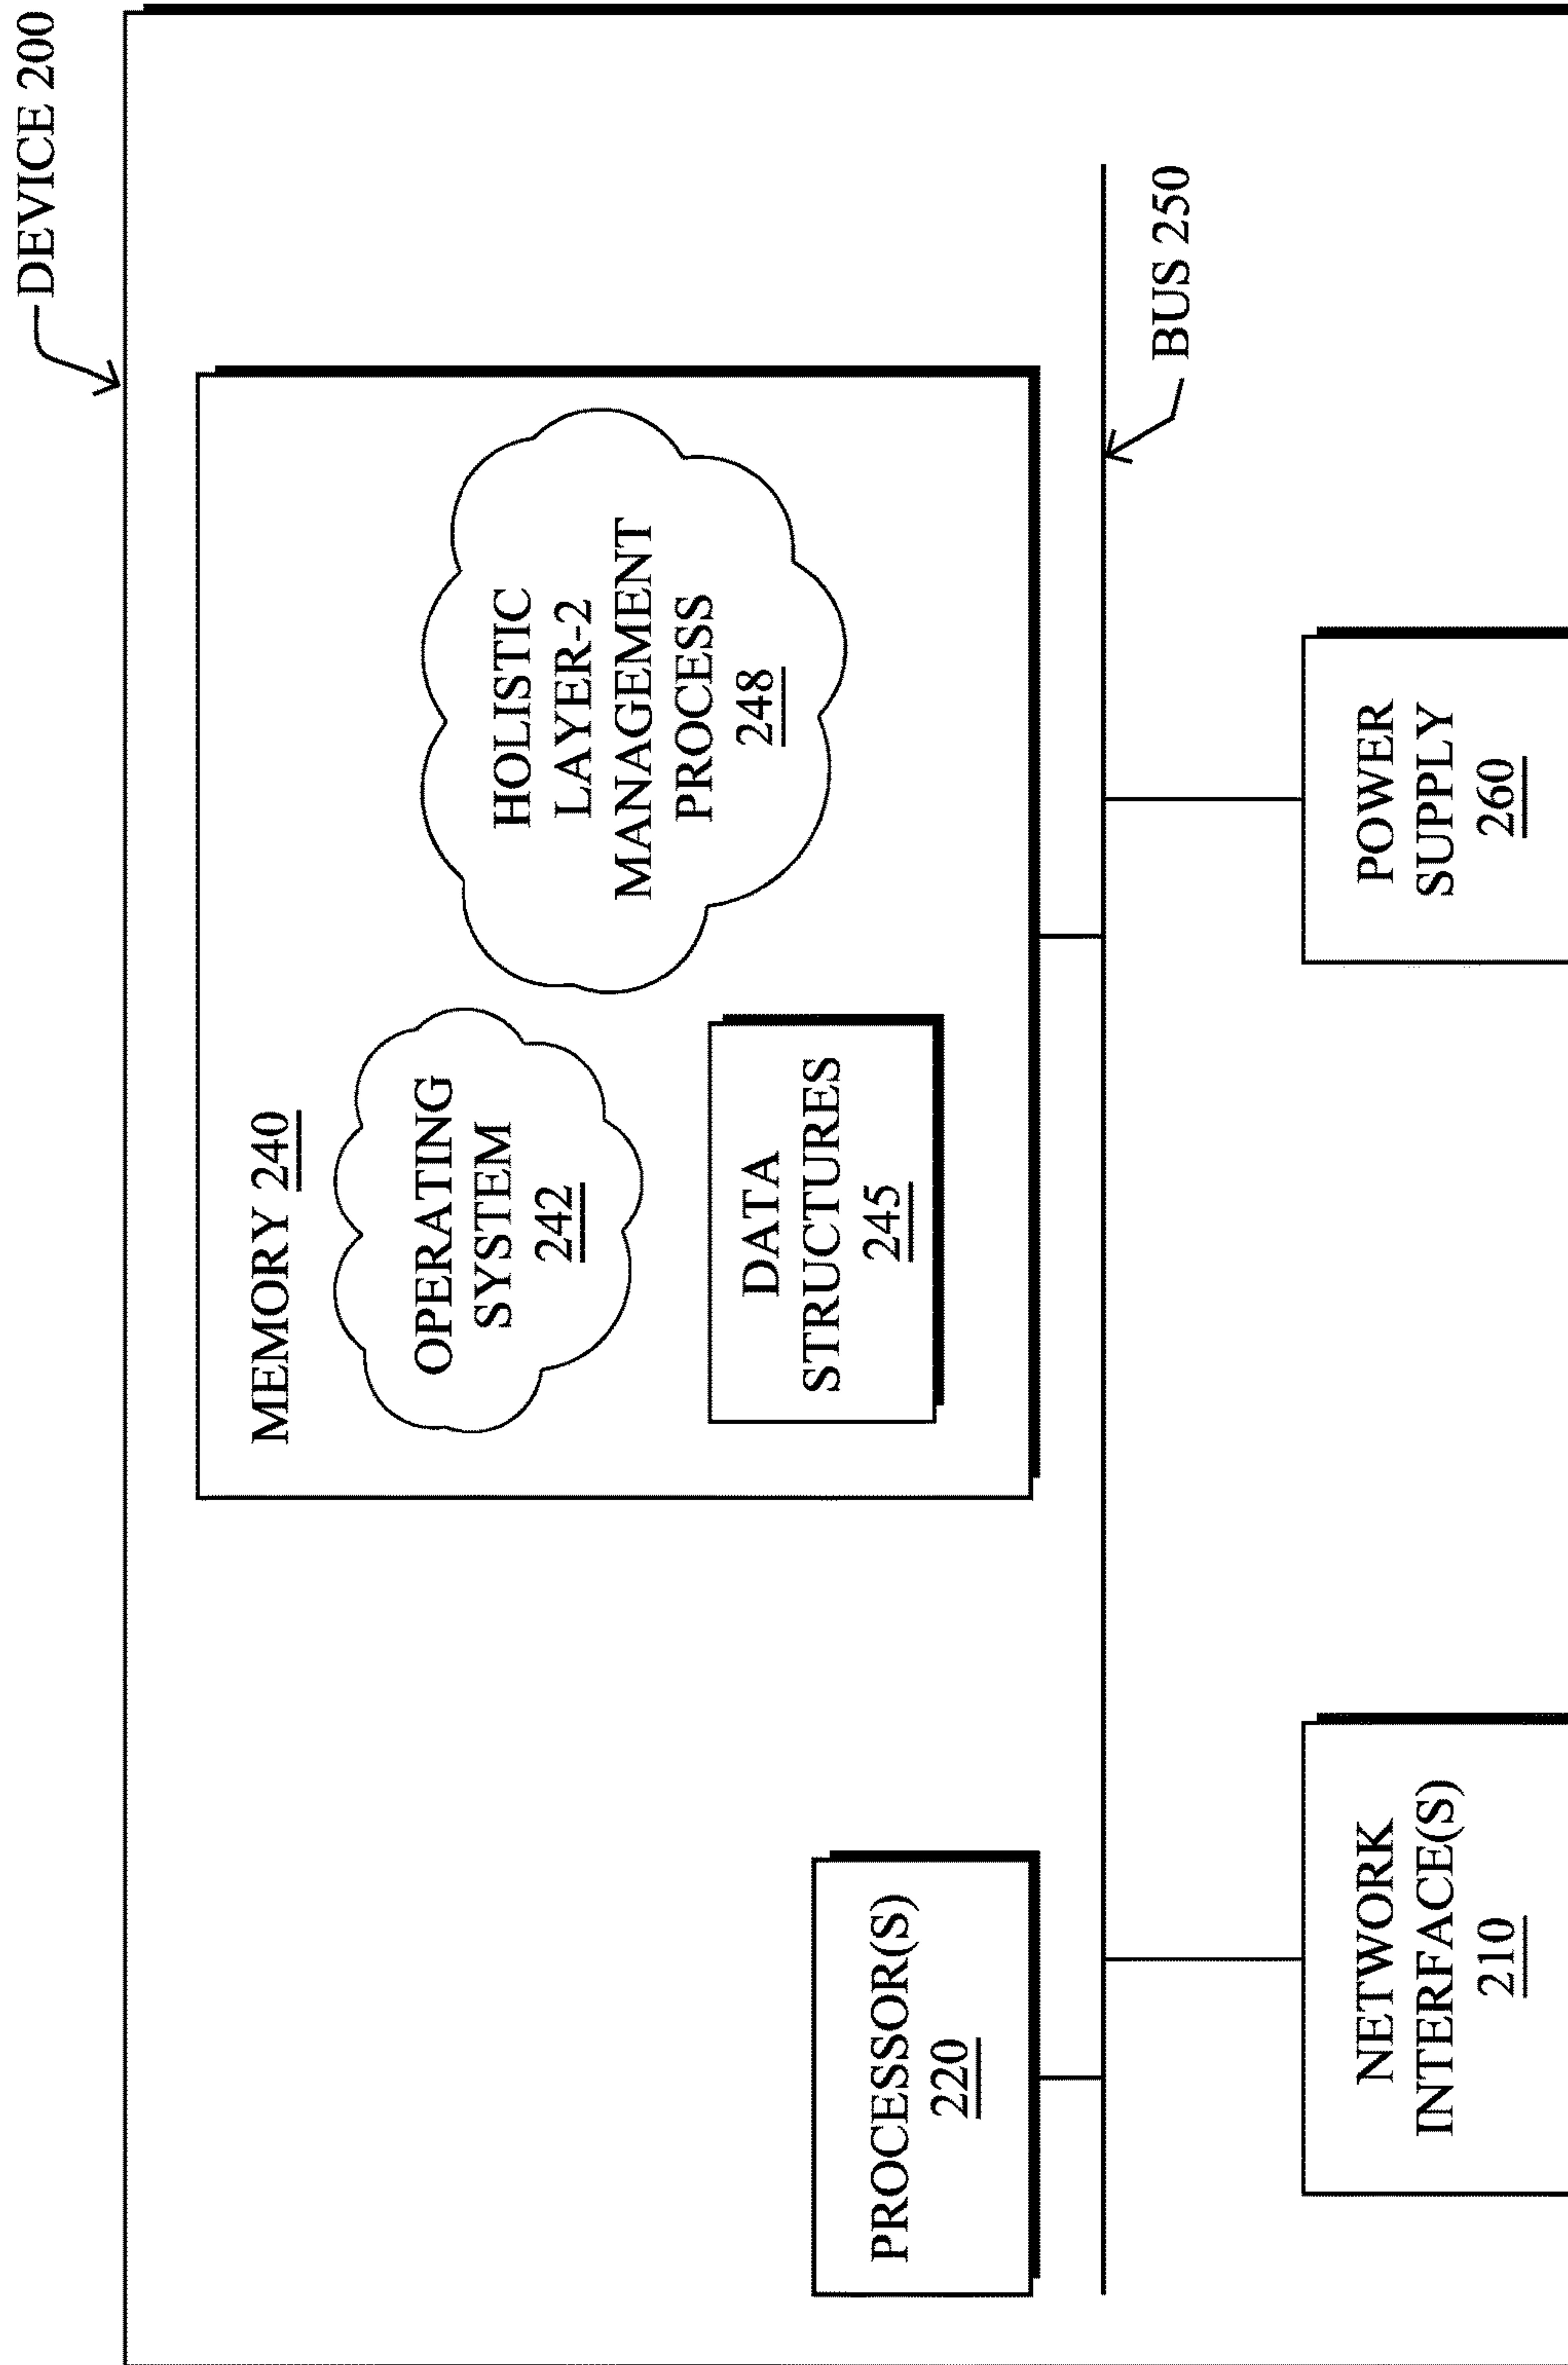 DEVICE 200
MEMORY 240
OPERATING
SYSTEM
242
HOLISTIC
LAYER-2
MANAGEMENT
PROCESS
248
DATA
STRUCTURES
245
PROCESSOR(S)
220
BUS 250
NETWORK
INTERFACE(S)
210
POWER
SUPPLY
260